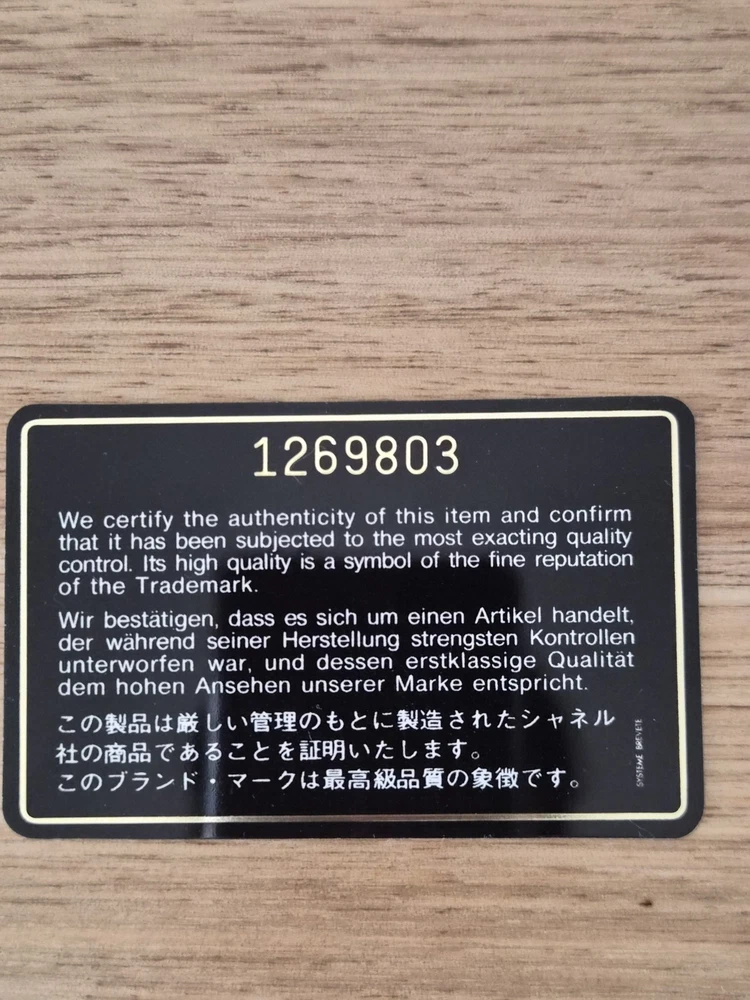 1269803
We certify the authenticity of this item and confirm
that it has been subjected to the most exacting quality
control. Its high quality is a symbol of the fine reputation
of the Trademark.
Wir bestätigen, dass es sich um einen Artikel handelt,
der während seiner Herstellung strengsten Kontrollen
unterworfen war, und dessen erstklassige Qualität
dem hohen Ansehen unserer Marke entspricht.
この製品は厳しい管理のもとに製造されたシャネル
社の商品であることを証明いたします。
このブランド・マークは最高級品質の象徴です。
SYSTEME BREVETE